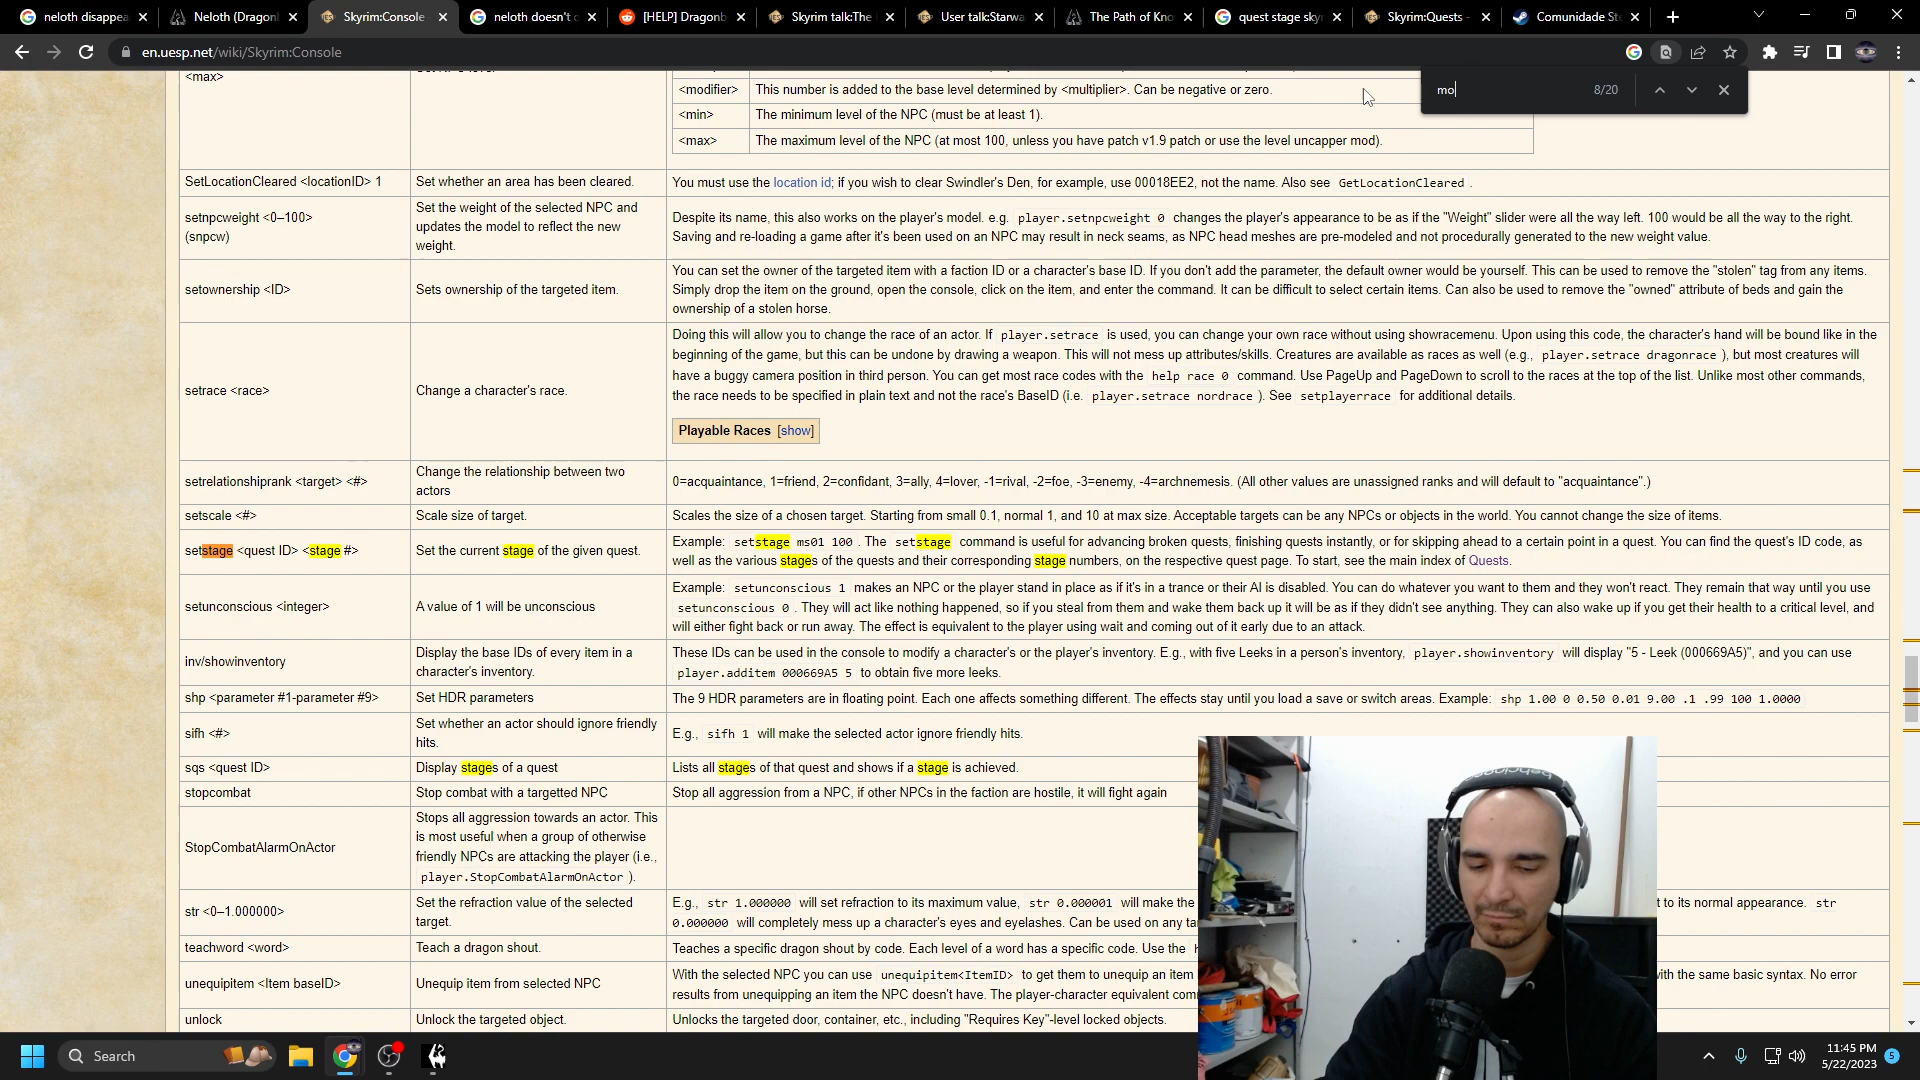 neloth disappea
Neloth (Dragonl
Skyrim:Console
neloth doesn't c
[HELP] Dragonb
Skyrim talk:The
User talk:Starwa
The Path of Kno
quest stage sky
Skyrim:Quests -
Comunidade St
en.uesp.net/wiki/Skyrim:Console
mo
8/20
<max>
<modifier> This number is added to the base level determined by <multiplier>. Can be negative or zero.
<min> The minimum level of the NPC (must be at least 1).
<max> The maximum level of the NPC (at most 100, unless you have patch v1.9 patch or use the level uncapper mod).
SetLocationCleared <locationID> 1 Set whether an area has been cleared. You must use the location id; if you wish to clear Swindler's Den, for example, use 00018EE2, not the name. Also see GetLocationCleared .
setnpcweight <0–100>
(snpcw)
Set the weight of the selected NPC and
updates the model to reflect the new
weight.
Despite its name, this also works on the player's model. e.g. player.setnpcweight 0 changes the player's appearance to be as if the "Weight" slider were all the way left. 100 would be all the way to the right.
Saving and re-loading a game after it's been used on an NPC may result in neck seams, as NPC head meshes are pre-modeled and not procedurally generated to the new weight value.
setownership <ID> Sets ownership of the targeted item.
You can set the owner of the targeted item with a faction ID or a character's base ID. If you don't add the parameter, the default owner would be yourself. This can be used to remove the "stolen" tag from any items.
Simply drop the item on the ground, open the console, click on the item, and enter the command. It can be difficult to select certain items. Can also be used to remove the "owned" attribute of beds and gain the
ownership of a stolen horse.
setrace <race> Change a character's race.
Doing this will allow you to change the race of an actor. If player.setrace is used, you can change your own race without using showracemenu. Upon using this code, the character's hand will be bound like in the
beginning of the game, but this can be undone by drawing a weapon. This will not mess up attributes/skills. Creatures are available as races as well (e.g., player.setrace dragonrace ), but most creatures will
have a buggy camera position in third person. You can get most race codes with the help race 0 command. Use PageUp and PageDown to scroll to the races at the top of the list. Unlike most other commands,
the race needs to be specified in plain text and not the race's BaseID (i.e. player.setrace nordrace ). See setplayerrace for additional details.
Playable Races [show]
setrelationshiprank <target> <#>
Change the relationship between two
actors
0=acquaintance, 1=friend, 2=confidant, 3=ally, 4=lover, -1=rival, -2=foe, -3=enemy, -4=archnemesis. (All other values are unassigned ranks and will default to "acquaintance".)
setscale <#> Scale size of target. Scales the size of a chosen target. Starting from small 0.1, normal 1, and 10 at max size. Acceptable targets can be any NPCs or objects in the world. You cannot change the size of items.
setstage <quest ID> <stage #> Set the current stage of the given quest.
Example: setstage ms01 100 . The setstage command is useful for advancing broken quests, finishing quests instantly, or for skipping ahead to a certain point in a quest. You can find the quest's ID code, as
well as the various stages of the quests and their corresponding stage numbers, on the respective quest page. To start, see the main index of Quests.
setunconscious <integer> A value of 1 will be unconscious
Example: setunconscious 1 makes an NPC or the player stand in place as if it's in a trance or their AI is disabled. You can do whatever you want to them and they won't react. They remain that way until you use
setunconscious 0 . They will act like nothing happened, so if you steal from them and wake them back up it will be as if they didn't see anything. They can also wake up if you get their health to a critical level, and
will either fight back or run away. The effect is equivalent to the player using wait and coming out of it early due to an attack.
inv/showinventory
Display the base IDs of every item in a
character's inventory.
These IDs can be used in the console to modify a character's or the player's inventory. E.g., with five Leeks in a person's inventory, player.showinventory will display "5 - Leek (000669A5)", and you can use
player.additem 000669A5 5 to obtain five more leeks.
shp <parameter #1-parameter #9> Set HDR parameters The 9 HDR parameters are in floating point. Each one affects something different. The effects stay until you load a save or switch areas. Example: shp 1.00 0 0.50 0.01 9.00 .1 .99 100 1.0000
sifh <#>
Set whether an actor should ignore friendly
hits.
E.g., sifh 1 will make the selected actor ignore friendly hits.
sqs <quest ID> Display stages of a quest Lists all stages of that quest and shows if a stage is achieved.
stopcombat Stop combat with a targetted NPC Stop all aggression from a NPC, if other NPCs in the faction are hostile, it will fight again
StopCombatAlarmOnActor
Stops all aggression towards an actor. This
is most useful when a group of otherwise
friendly NPCs are attacking the player (i.e.,
player.StopCombatAlarmOnActor ).
str <0–1.000000>
Set the refraction value of the selected
target.
E.g., str 1.000000 will set refraction to its maximum value, str 0.000001 will make the t to its normal appearance. str
0.000000 will completely mess up a character's eyes and eyelashes. Can be used on any ta
teachword <word> Teach a dragon shout. Teaches a specific dragon shout by code. Each level of a word has a specific code. Use the
unequipitem <Item baseID> Unequip item from selected NPC
With the selected NPC you can use unequipitem<ItemID> to get them to unequip an item with the same basic syntax. No error
results from unequipping an item the NPC doesn't have. The player-character equivalent com
unlock Unlock the targeted object. Unlocks the targeted door, container, etc., including "Requires Key"-level locked objects.
Search
11:45 PM
5/22/2023
5